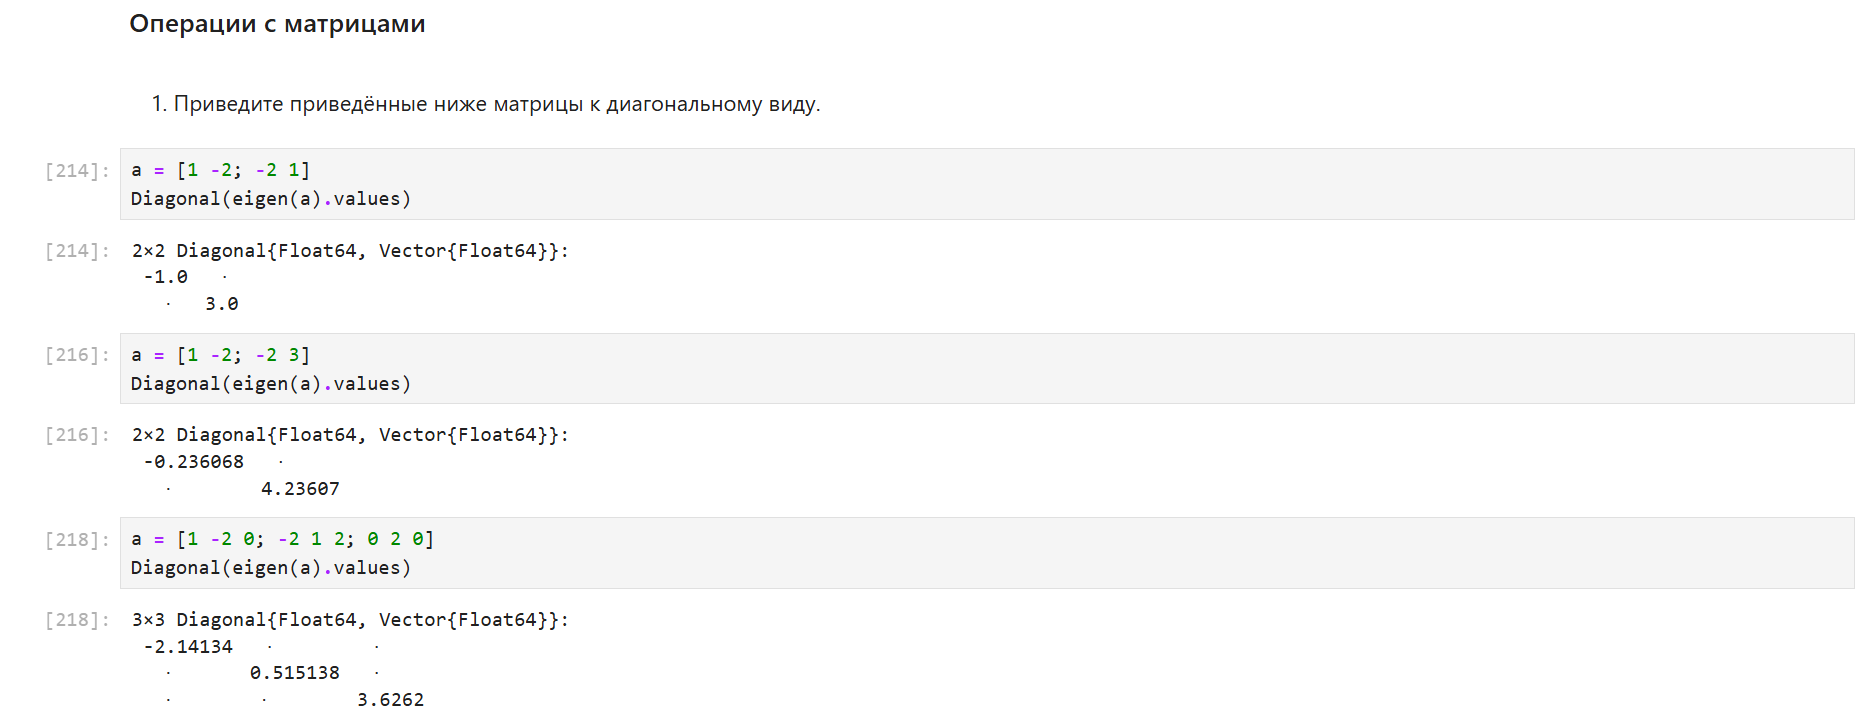 Операции с матрицами
1. Приведите приведённые ниже матрицы к диагональному виду.
[214]: a = [1 -2; -2 1]
Diagonal(eigen(a).values)
[214]: 2×2 Diagonal{Float64, Vector{Float64}}:
-1.0 ⋅
⋅ 3.0
[216]: a = [1 -2; -2 3]
Diagonal(eigen(a).values)
[216]: 2×2 Diagonal{Float64, Vector{Float64}}:
-0.236068 ⋅
⋅ 4.23607
[218]: a = [1 -2 0; -2 1 2; 0 2 0]
Diagonal(eigen(a).values)
[218]: 3×3 Diagonal{Float64, Vector{Float64}}:
-2.14134 ⋅ ⋅
⋅ 0.515138 ⋅
⋅ ⋅ 3.6262